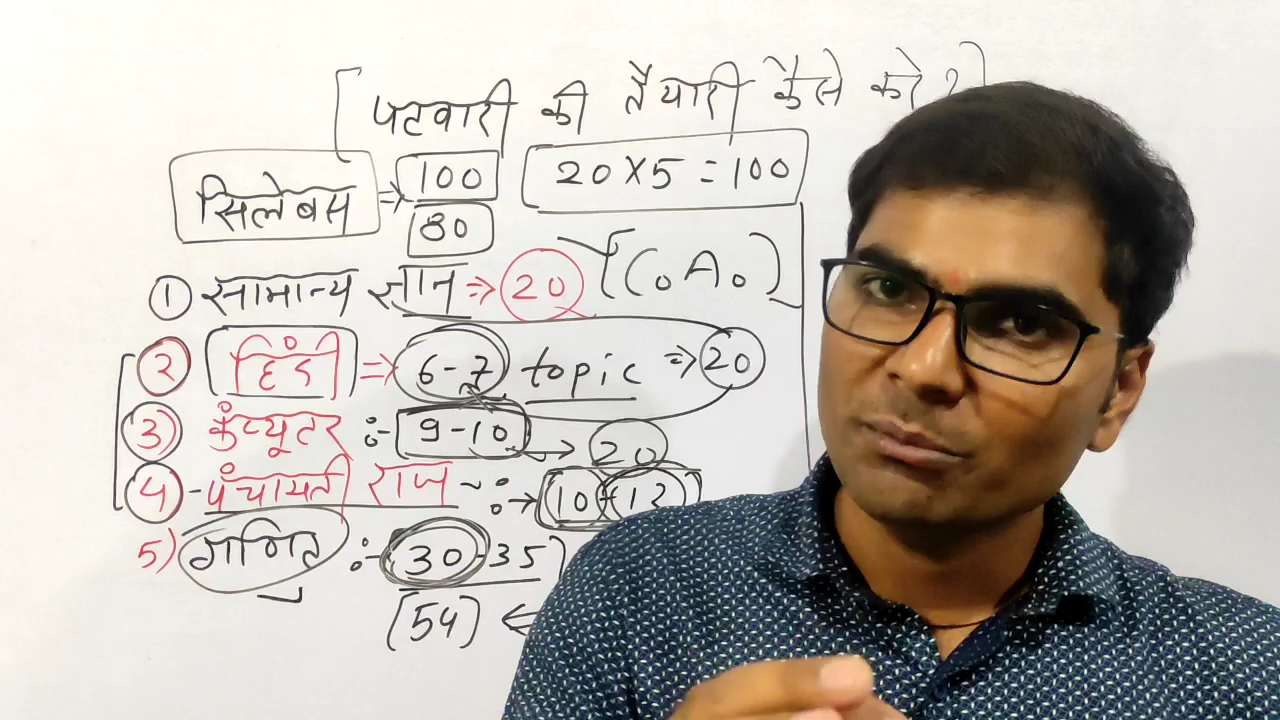 [पटवारी की तैयारी कैसे करे ?]
सिलेबस ⇒ 100 20×5=100
80
① सामान्य ज्ञान ⇒ 20 [C.A.]
② हिंदी ⇒ 6-7 topic ⇒ 20
③ कंप्यूटर :- 9-10 → 20
④ - पंचायती राज - :→ 10-12
5) गणित :- 30-35
[54] ←